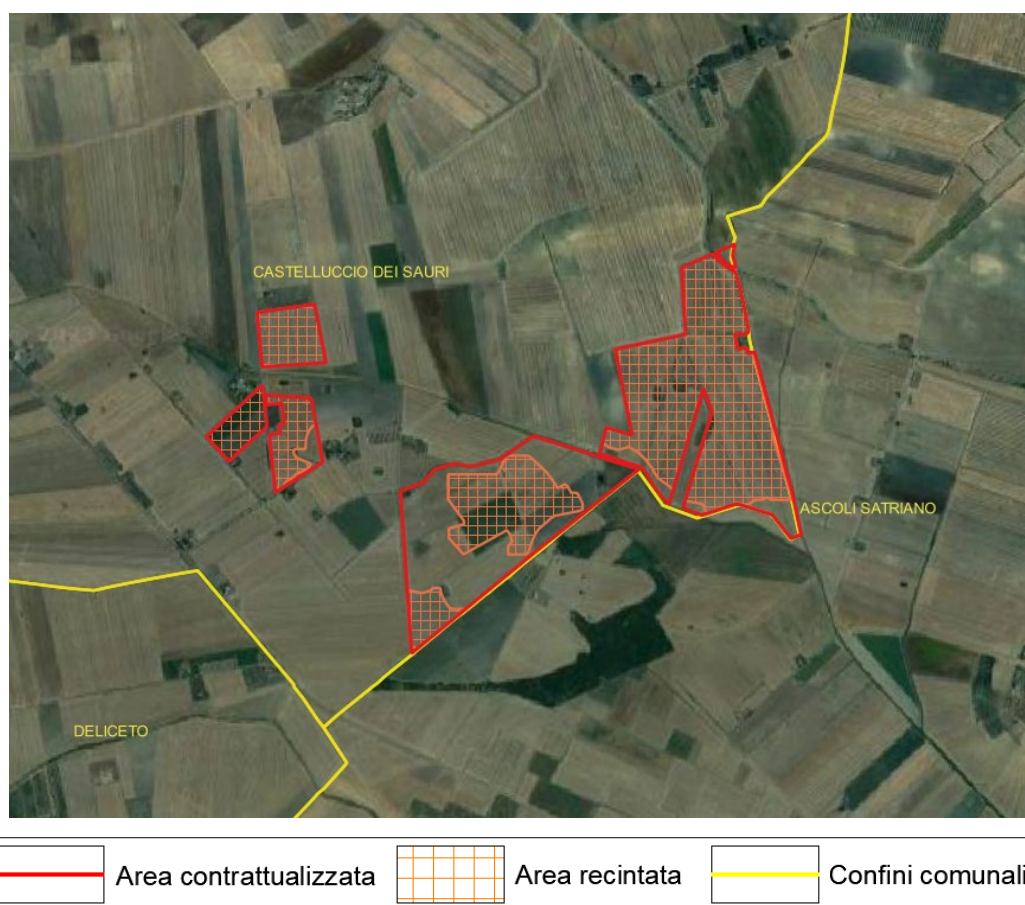 CASTELLUCCIO DEI SAURI
ASCOLI SATRIANO
DELICETO
Area contrattualizzata
Area recintata
Confini comunali